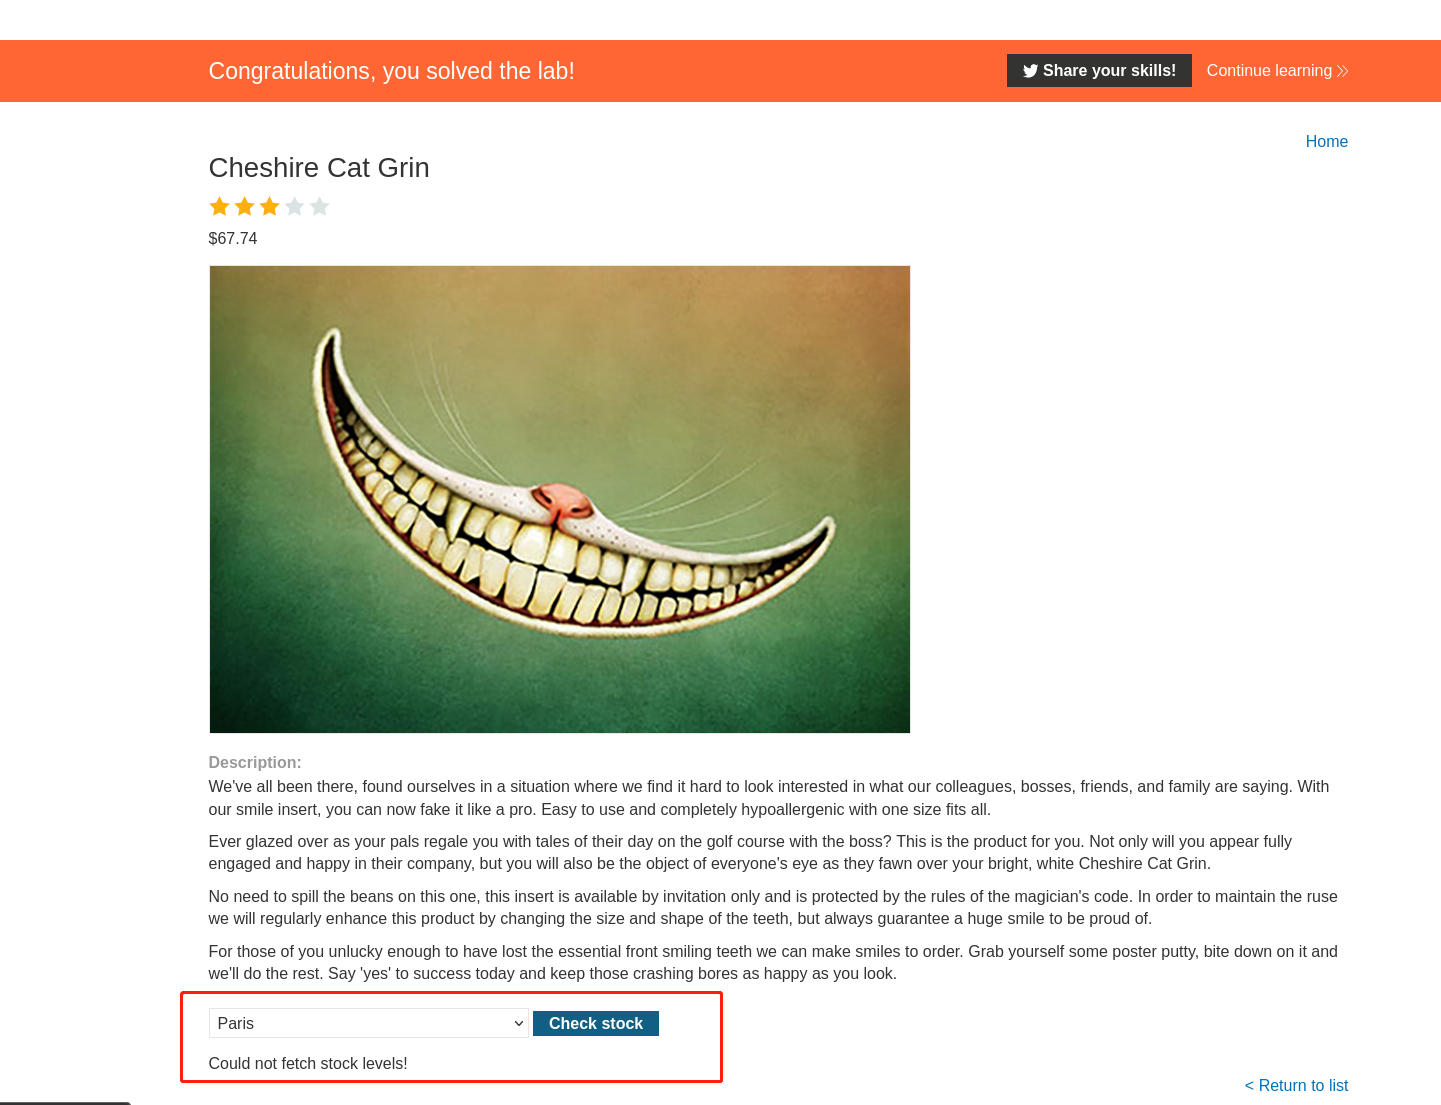 Congratulations, you solved the lab!
Share your skills!
Continue learning
Home
Cheshire Cat Grin
$67.74
Description:
We've all been there, found ourselves in a situation where we find it hard to look interested in what our colleagues, bosses, friends, and family are saying. With
our smile insert, you can now fake it like a pro. Easy to use and completely hypoallergenic with one size fits all.
Ever glazed over as your pals regale you with tales of their day on the golf course with the boss? This is the product for you. Not only will you appear fully
engaged and happy in their company, but you will also be the object of everyone's eye as they fawn over your bright, white Cheshire Cat Grin.
No need to spill the beans on this one, this insert is available by invitation only and is protected by the rules of the magician's code. In order to maintain the ruse
we will regularly enhance this product by changing the size and shape of the teeth, but always guarantee a huge smile to be proud of.
For those of you unlucky enough to have lost the essential front smiling teeth we can make smiles to order. Grab yourself some poster putty, bite down on it and
we'll do the rest. Say 'yes' to success today and keep those crashing bores as happy as you look.
Paris
Check stock
Could not fetch stock levels!
< Return to list